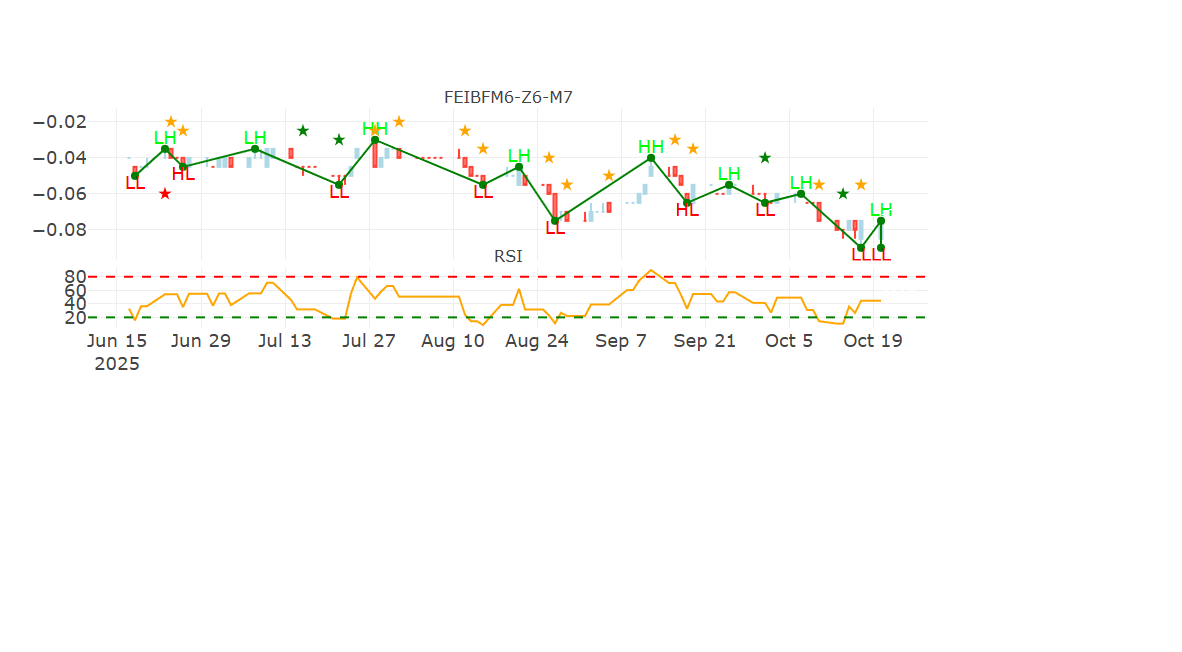 FEIBFM6-Z6-M7
−0.02
−0.04
−0.06
−0.08
LL
LH
HL
LH
LL
HH
LL
LH
LL
HH
HL
LH
LL
LH
LL
LH
LL
RSI
80
60
40
20
Jun 15
2025
Jun 29
Jul 13
Jul 27
Aug 10
Aug 24
Sep 7
Sep 21
Oct 5
Oct 19